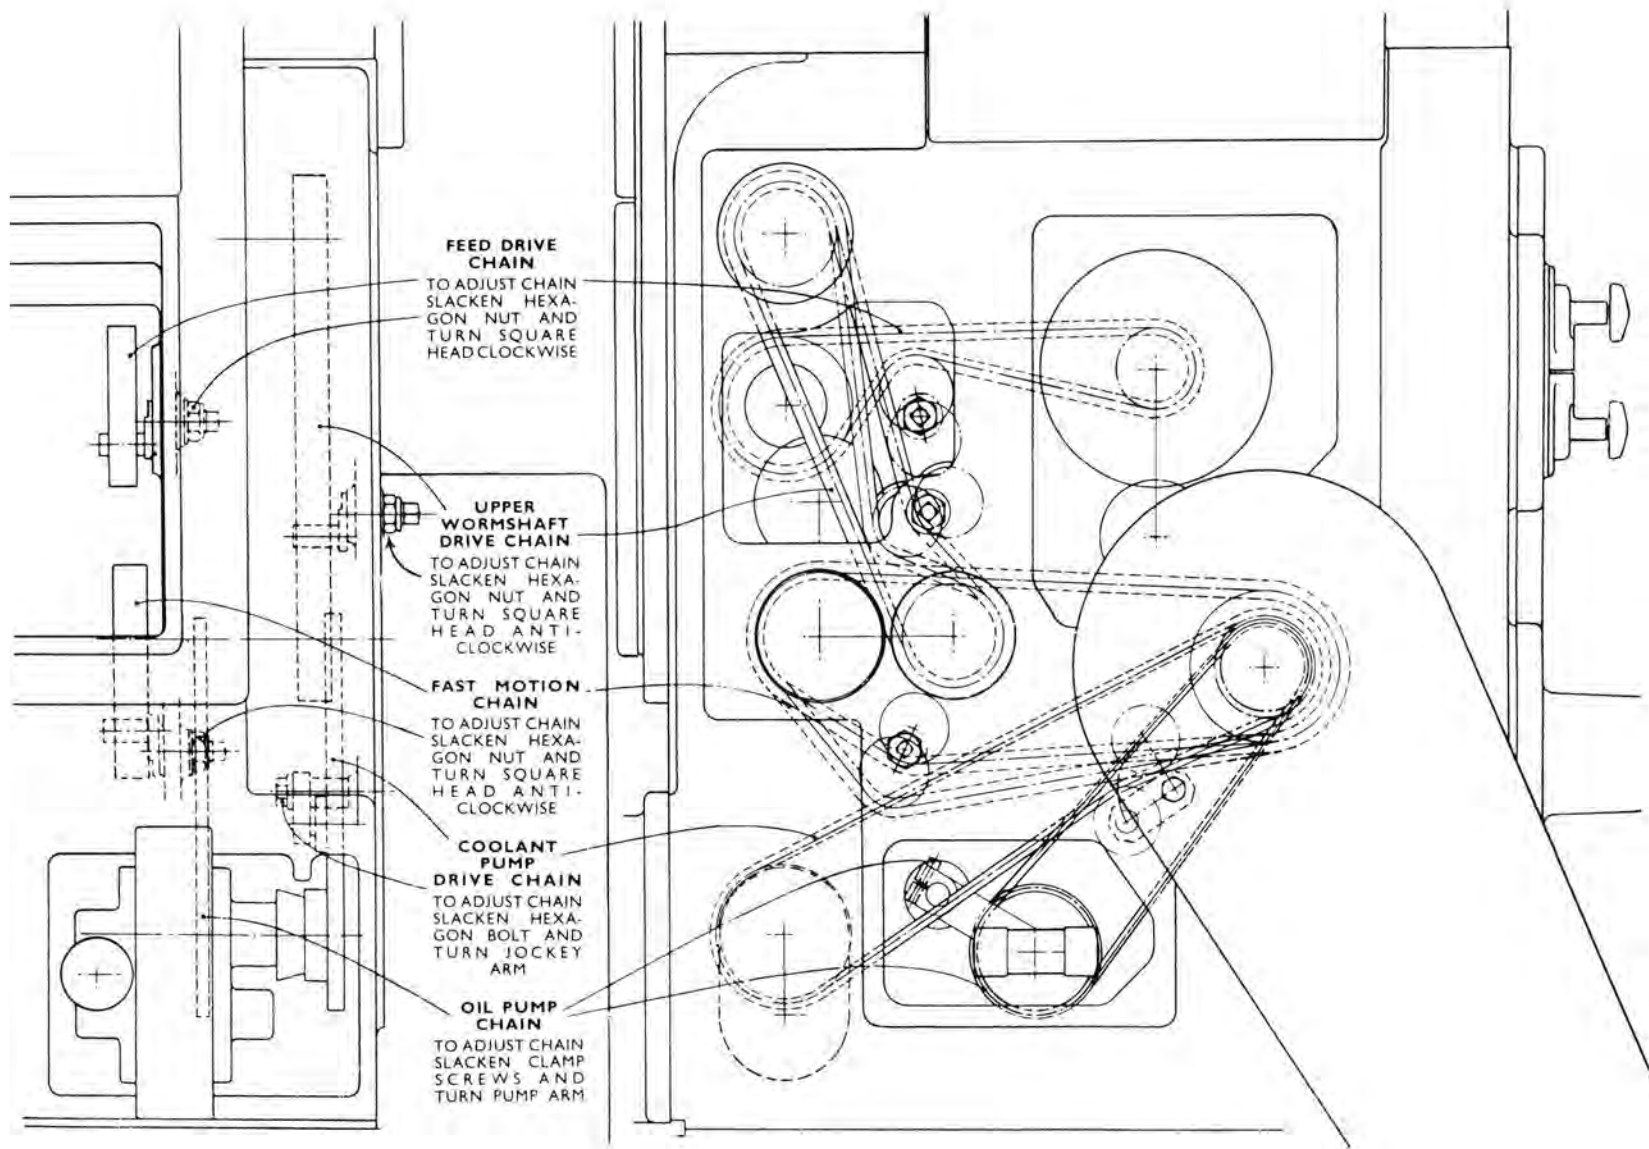 FEED DRIVE
CHAIN
TO ADJUST CHAIN
SLACKEN HEXA-
GON NUT AND
TURN SQUARE
HEAD CLOCKWISE
UPPER
WORMSHAFT
DRIVE CHAIN
TO ADJUST CHAIN
SLACKEN HEXA-
GON NUT AND
TURN SQUARE
HEAD ANTI-
CLOCKWISE
FAST MOTION
CHAIN
TO ADJUST CHAIN
SLACKEN HEXA-
GON NUT AND
TURN SQUARE
HEAD ANTI-
CLOCKWISE
COOLANT
PUMP
DRIVE CHAIN
TO ADJUST CHAIN
SLACKEN HEXA-
GON BOLT AND
TURN JOCKEY
ARM
OIL PUMP
CHAIN
TO ADJUST CHAIN
SLACKEN CLAMP
SCREWS AND
TURN PUMP ARM